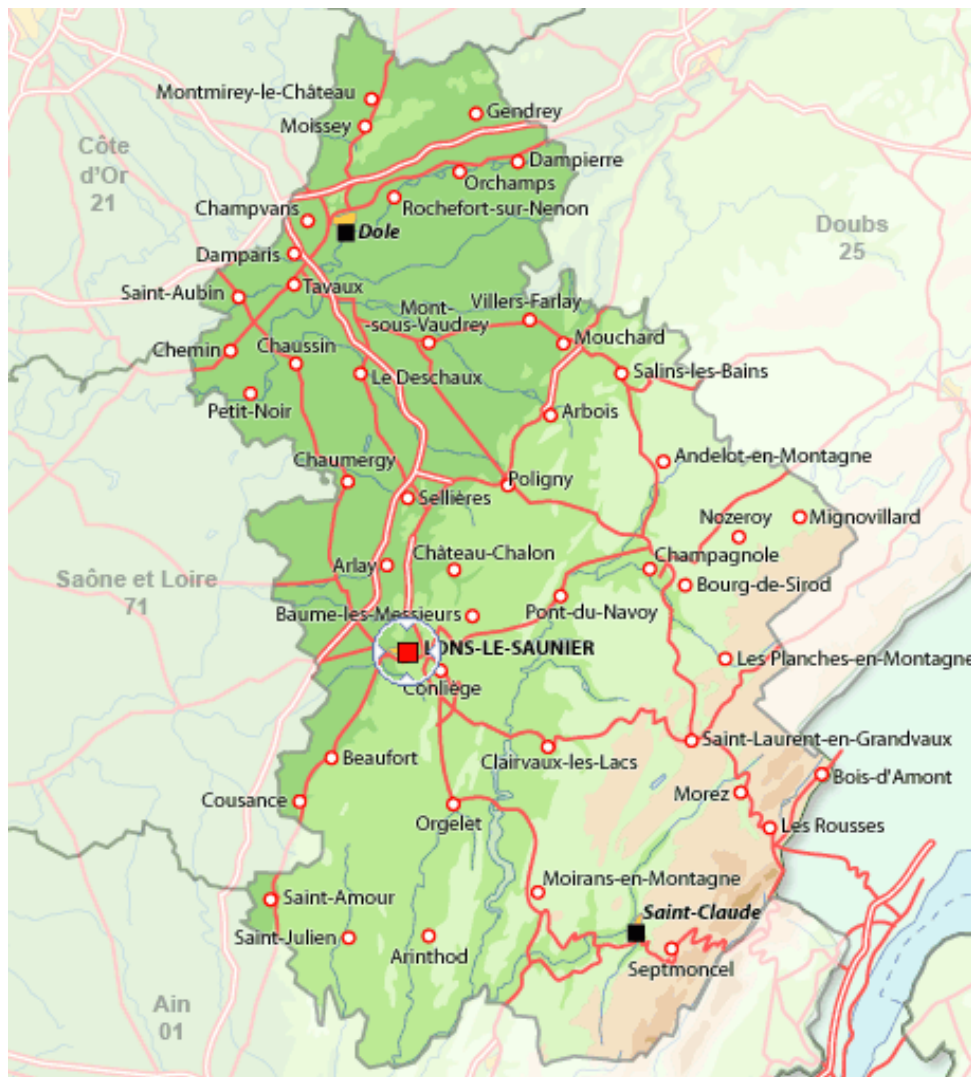 Montmirey-le-Château
Gendrey
Moissey
Côte
d'Or
21
Dampierre
Orchamps
Rochefort-sur-Nenon
Champvans
Dole
Doubs
25
Damparis
Tavaux
Saint-Aubin
Villers-Farlay
Mont-
-sous-Vaudrey
Mouchard
Chemin
Chaussin
Le Deschaux
Salins-les-Bains
Petit-Noir
Arbois
Chaumergy
Andelot-en-Montagne
Poligny
Sellières
Nozeroy
Mignovillard
Château-Chalon
Champagnole
Arlay
Saône et Loire
71
Bourg-de-Sirod
Baume-les-Messieurs
Pont-du-Navoy
LONS-LE-SAUNIER
Les Planches-en-Montagne
Conliège
Saint-Laurent-en-Grandvaux
Beaufort
Clairvaux-les-Lacs
Bois-d'Amont
Morez
Cousance
Orgelet
Les Rousses
Moirans-en-Montagne
Saint-Amour
Saint-Claude
Saint-Julien
Arinthod
Septmoncel
Ain
01